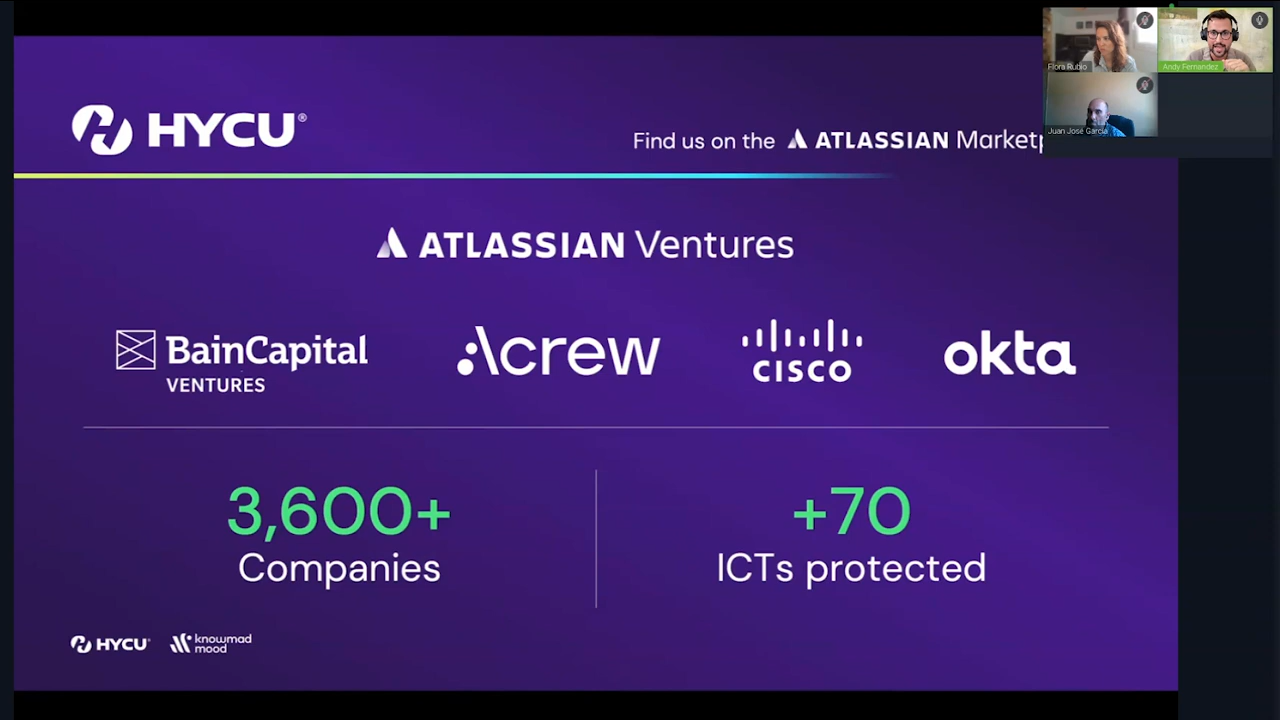 HYCU®
Find us on the ATLASSIAN Marketp
ATLASSIAN Ventures
BainCapital
VENTURES
Acrew
CISCO
okta
3,600+
Companies
+70
ICTs protected
HYCU®
knowmad
mood
Flora Rubio
Andy Fernandez
Juan José García